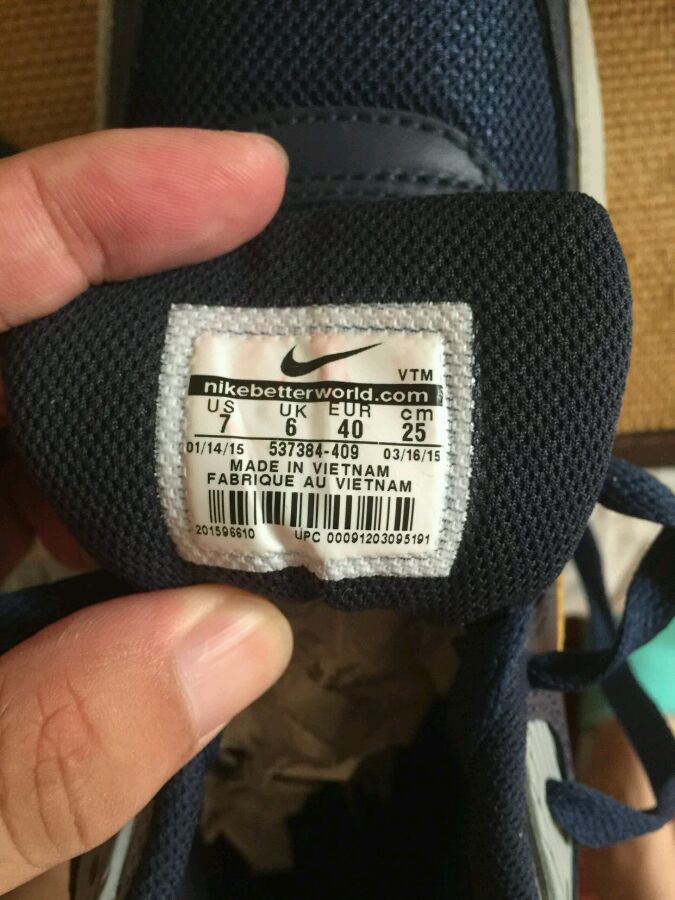 VTM
nikebetterworld.com
US UK EUR cm
7 6 40 25
01/14/15 537384-409 03/16/15
MADE IN VIETNAM
FABRIQUE AU VIETNAM
201596610 UPC 00091203095191